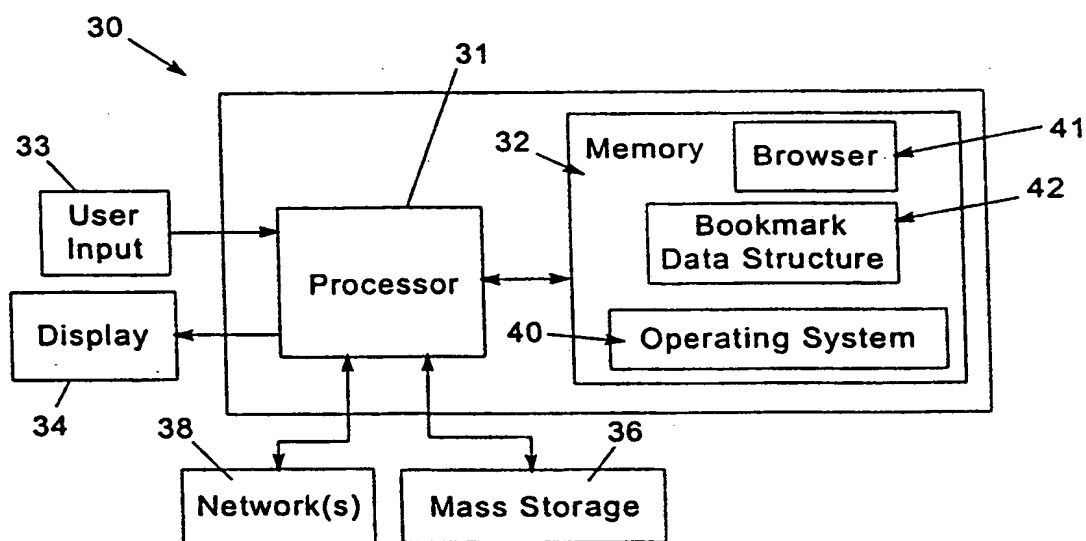 30
31
33
32
Memory
Browser
41
42
User
Input
Bookmark
Data Structure
Processor
Display
40
Operating System
34
38
36
Network(s)
Mass Storage